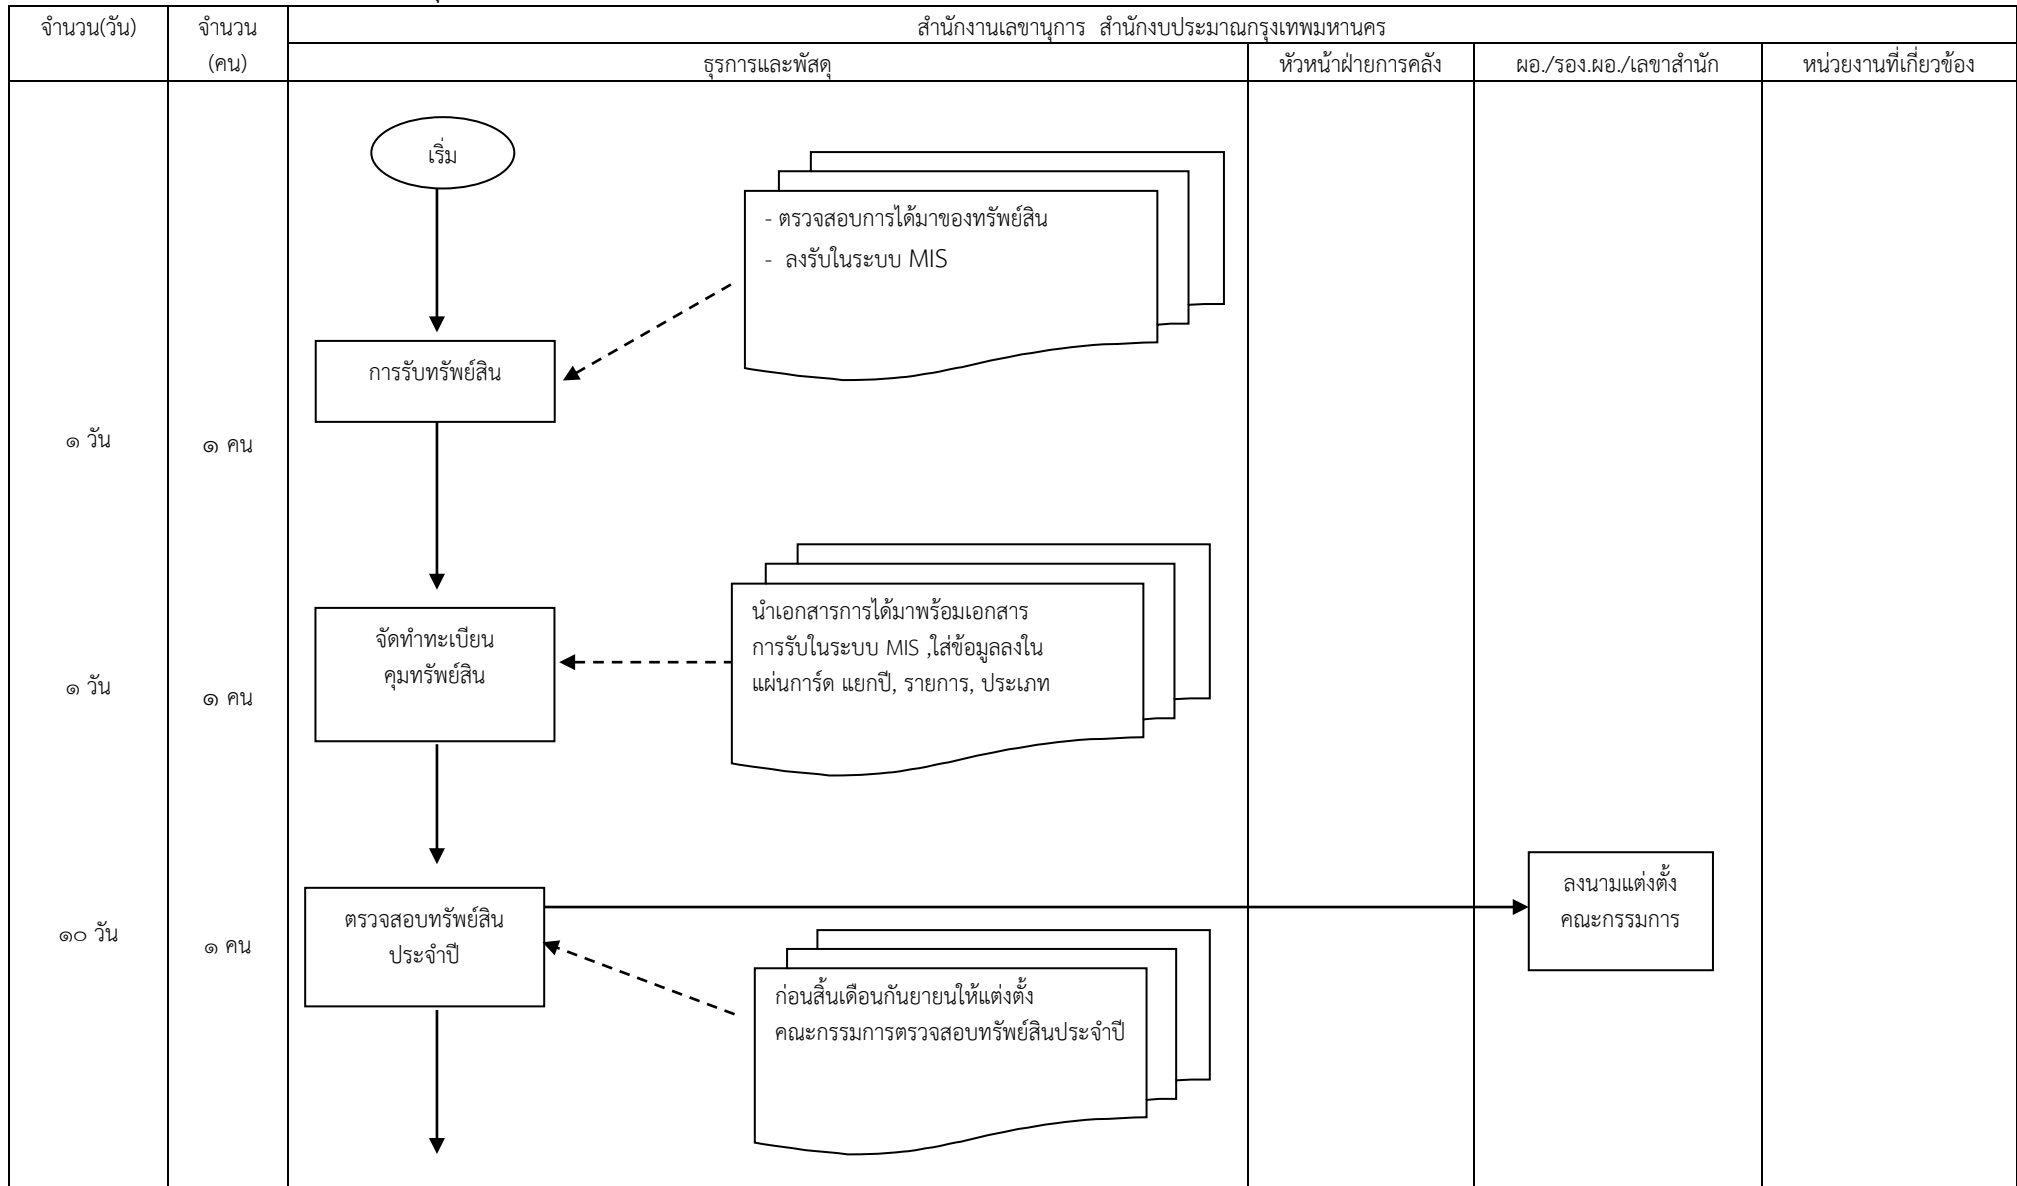 จำนวน(วัน)
จำนวน
(คน)
สำนักงานเลขานุการ สำนักงบประมาณกรุงเทพมหานคร
ธุรการและพัสดุ
หัวหน้าฝ่ายการคลัง
ผอ./รอง.ผอ./เลขาสำนัก
หน่วยงานที่เกี่ยวข้อง
เริ่ม
- ตรวจสอบการได้มาของทรัพย์สิน
- ลงรับในระบบ MIS
การรับทรัพย์สิน
๑ วัน
๑ คน
นำเอกสารการได้มาพร้อมเอกสาร
การรับในระบบ MIS ,ใส่ข้อมูลลงใน
แผ่นการ์ด แยกปี, รายการ, ประเภท
จัดทำทะเบียน
คุมทรัพย์สิน
๑ วัน
๑ คน
ลงนามแต่งตั้ง
คณะกรรมการ
ตรวจสอบทรัพย์สิน
ประจำปี
๑๐ วัน
๑ คน
ก่อนสิ้นเดือนกันยายนให้แต่งตั้ง
คณะกรรมการตรวจสอบทรัพย์สินประจำปี